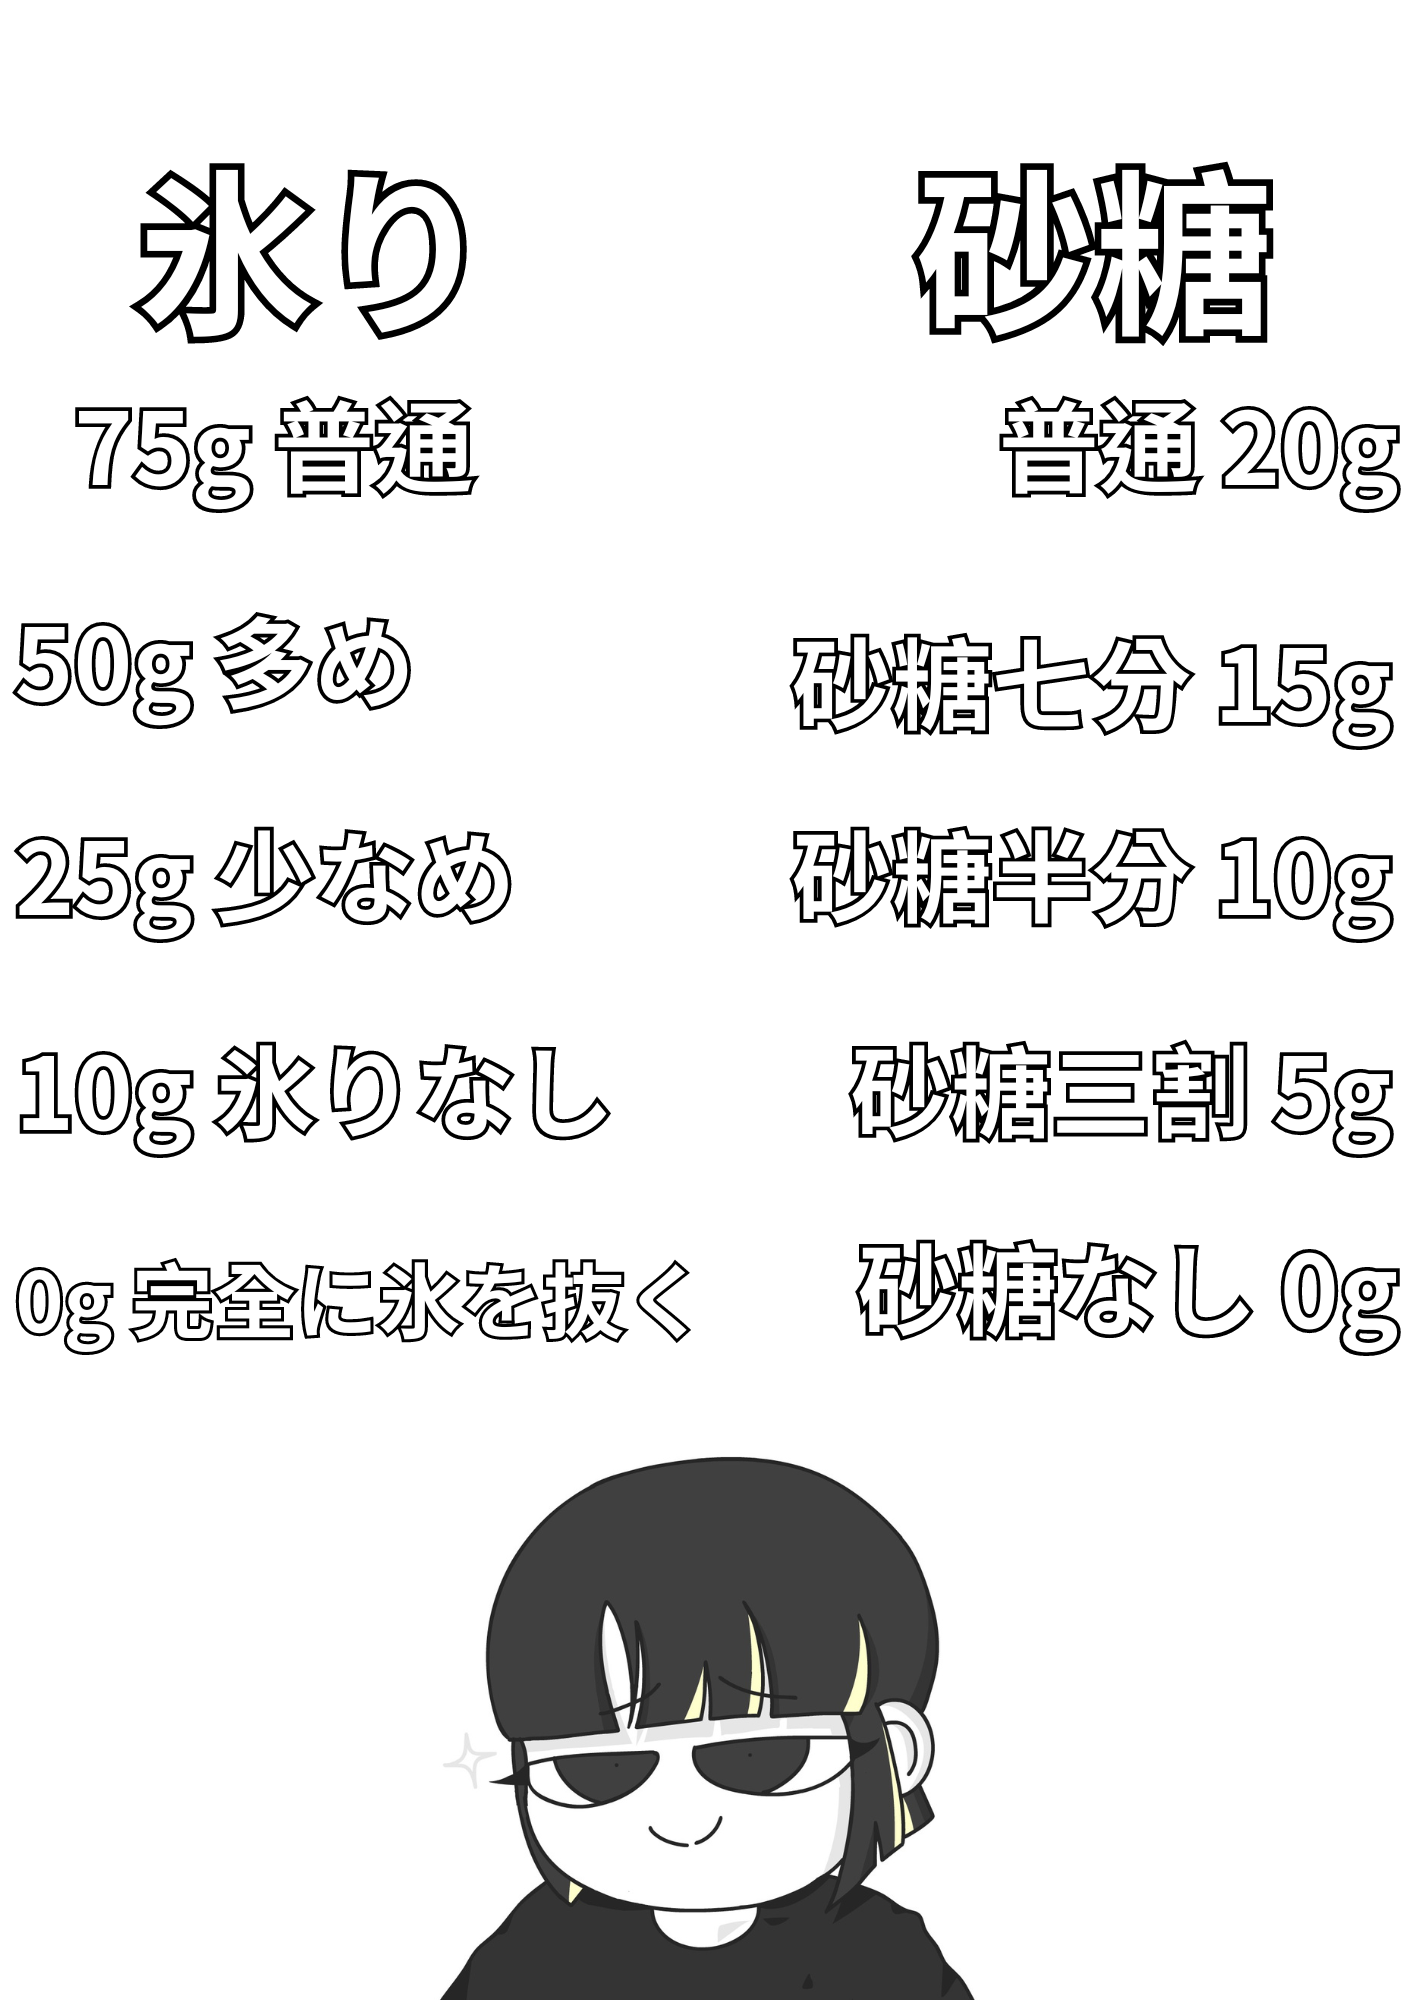 氷り
75g 普通
50g 多め
25g 少なめ
10g 氷りなし
0g 完全に氷を抜く
砂糖
普通 20g
砂糖七分 15g
砂糖半分 10g
砂糖三割 5g
砂糖なし 0g